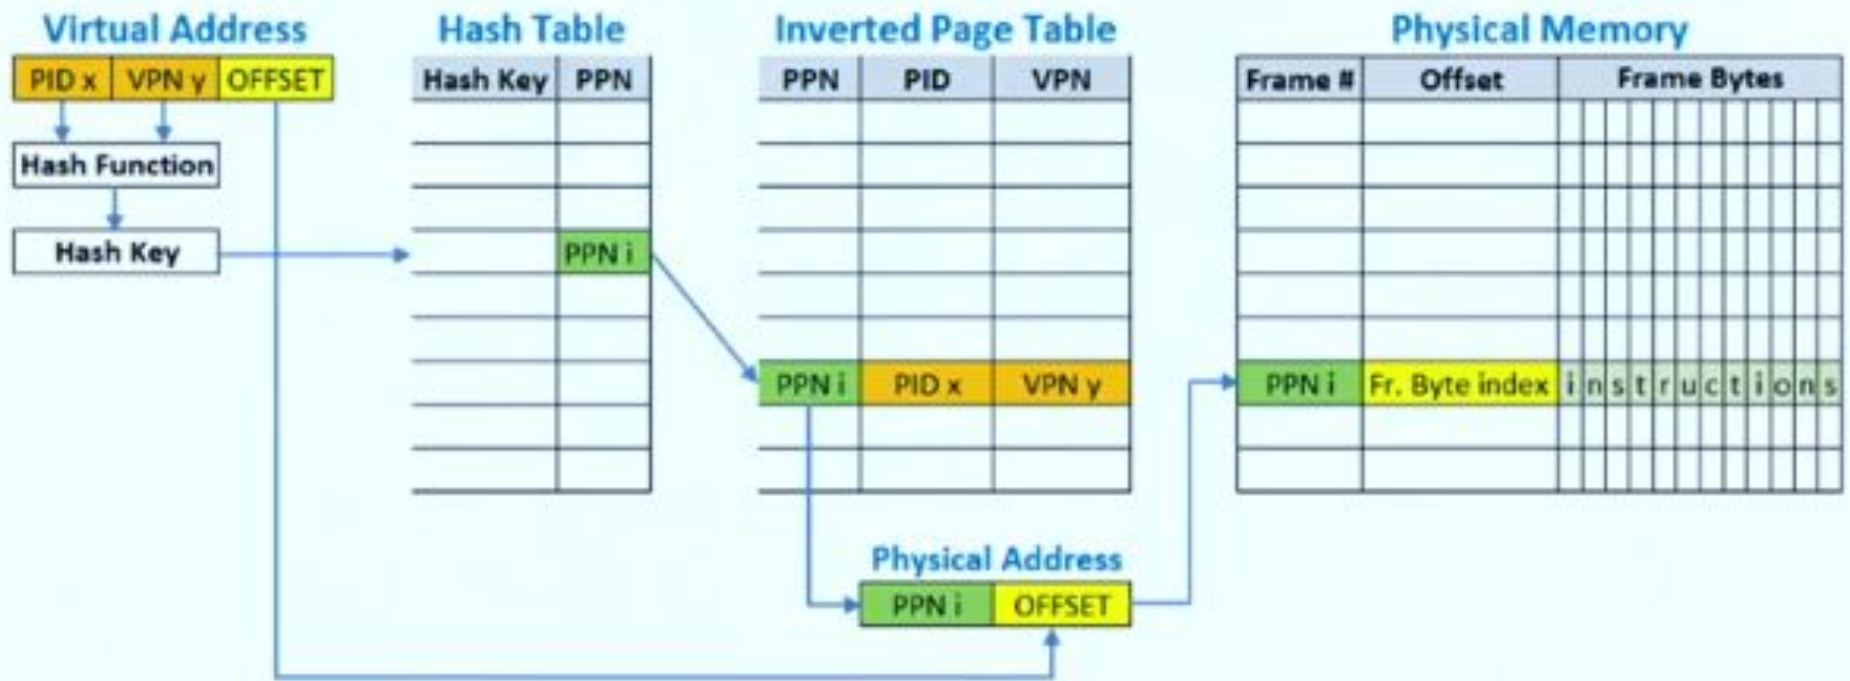 Virtual Address
PID x VPN y OFFSET
Hash Function
Hash Key
Hash Table
Hash Key PPN
PPN i
Inverted Page Table
PPN PID VPN
PPN i PID x VPN y
Physical Address
PPN i OFFSET
Physical Memory
Frame # Offset Frame Bytes
PPN i Fr. Byte index i n s t r u c t i o n s